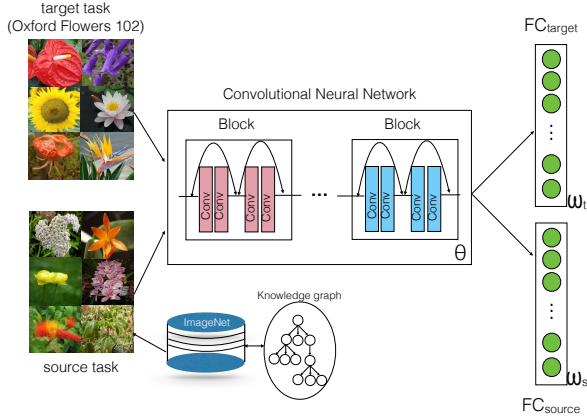 target task
(Oxford Flowers 102)
FCtarget
Convolutional Neural Network
Block
Block
Conv
Conv
Conv
Conv
...
Conv
Conv
Conv
Conv
θ
ωt
ImageNet
Knowledge graph
source task
ωs
FCsource